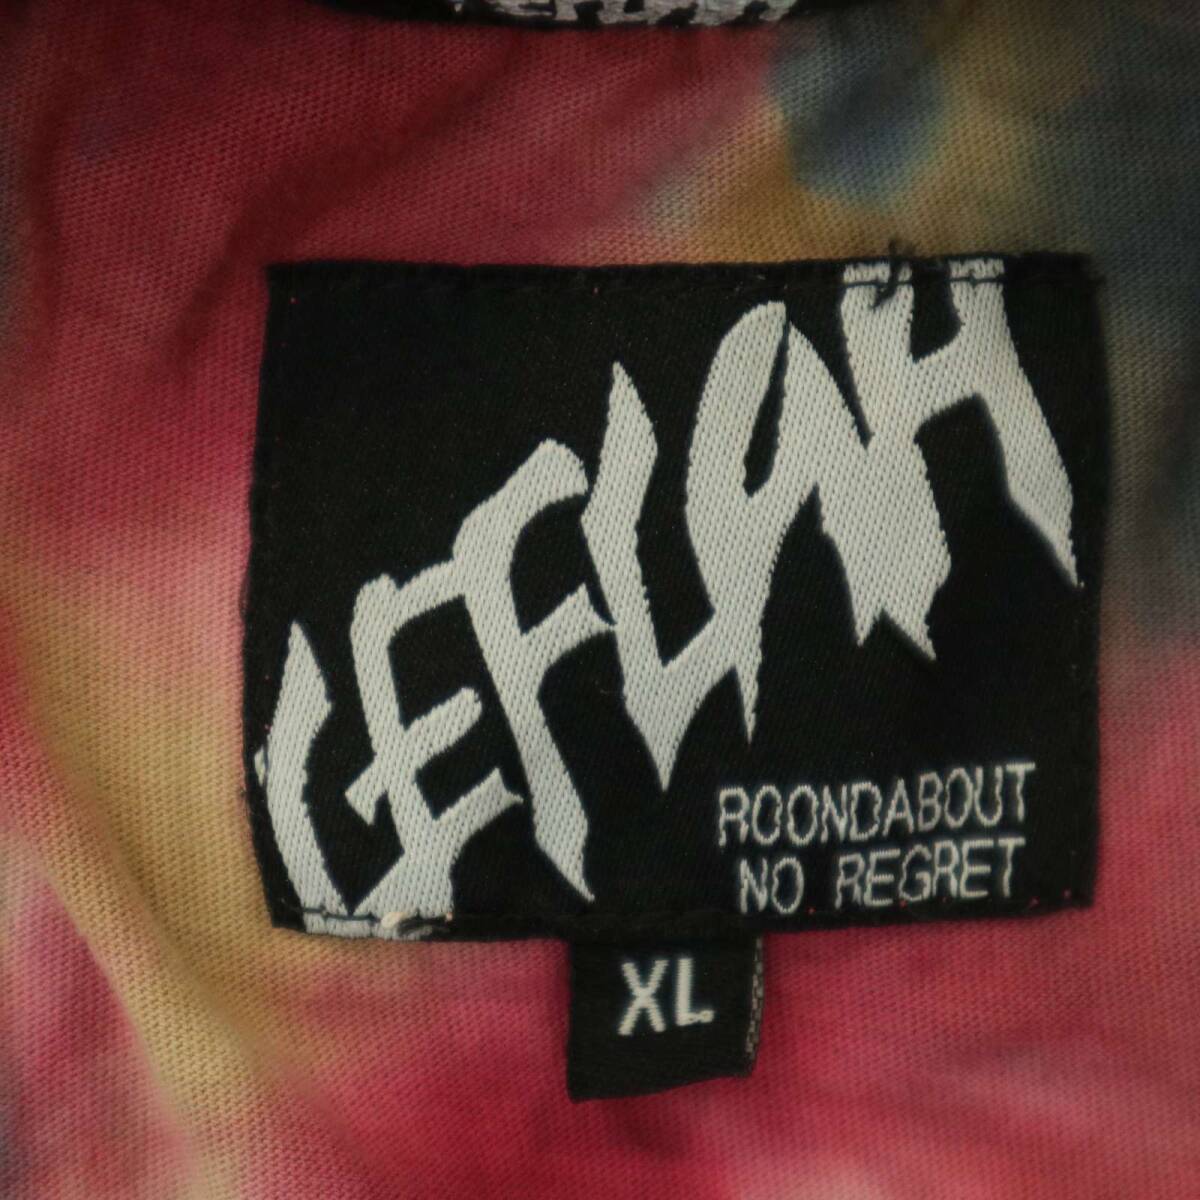 LEFLAH
ROONDABOUT
NO REGRET
XL